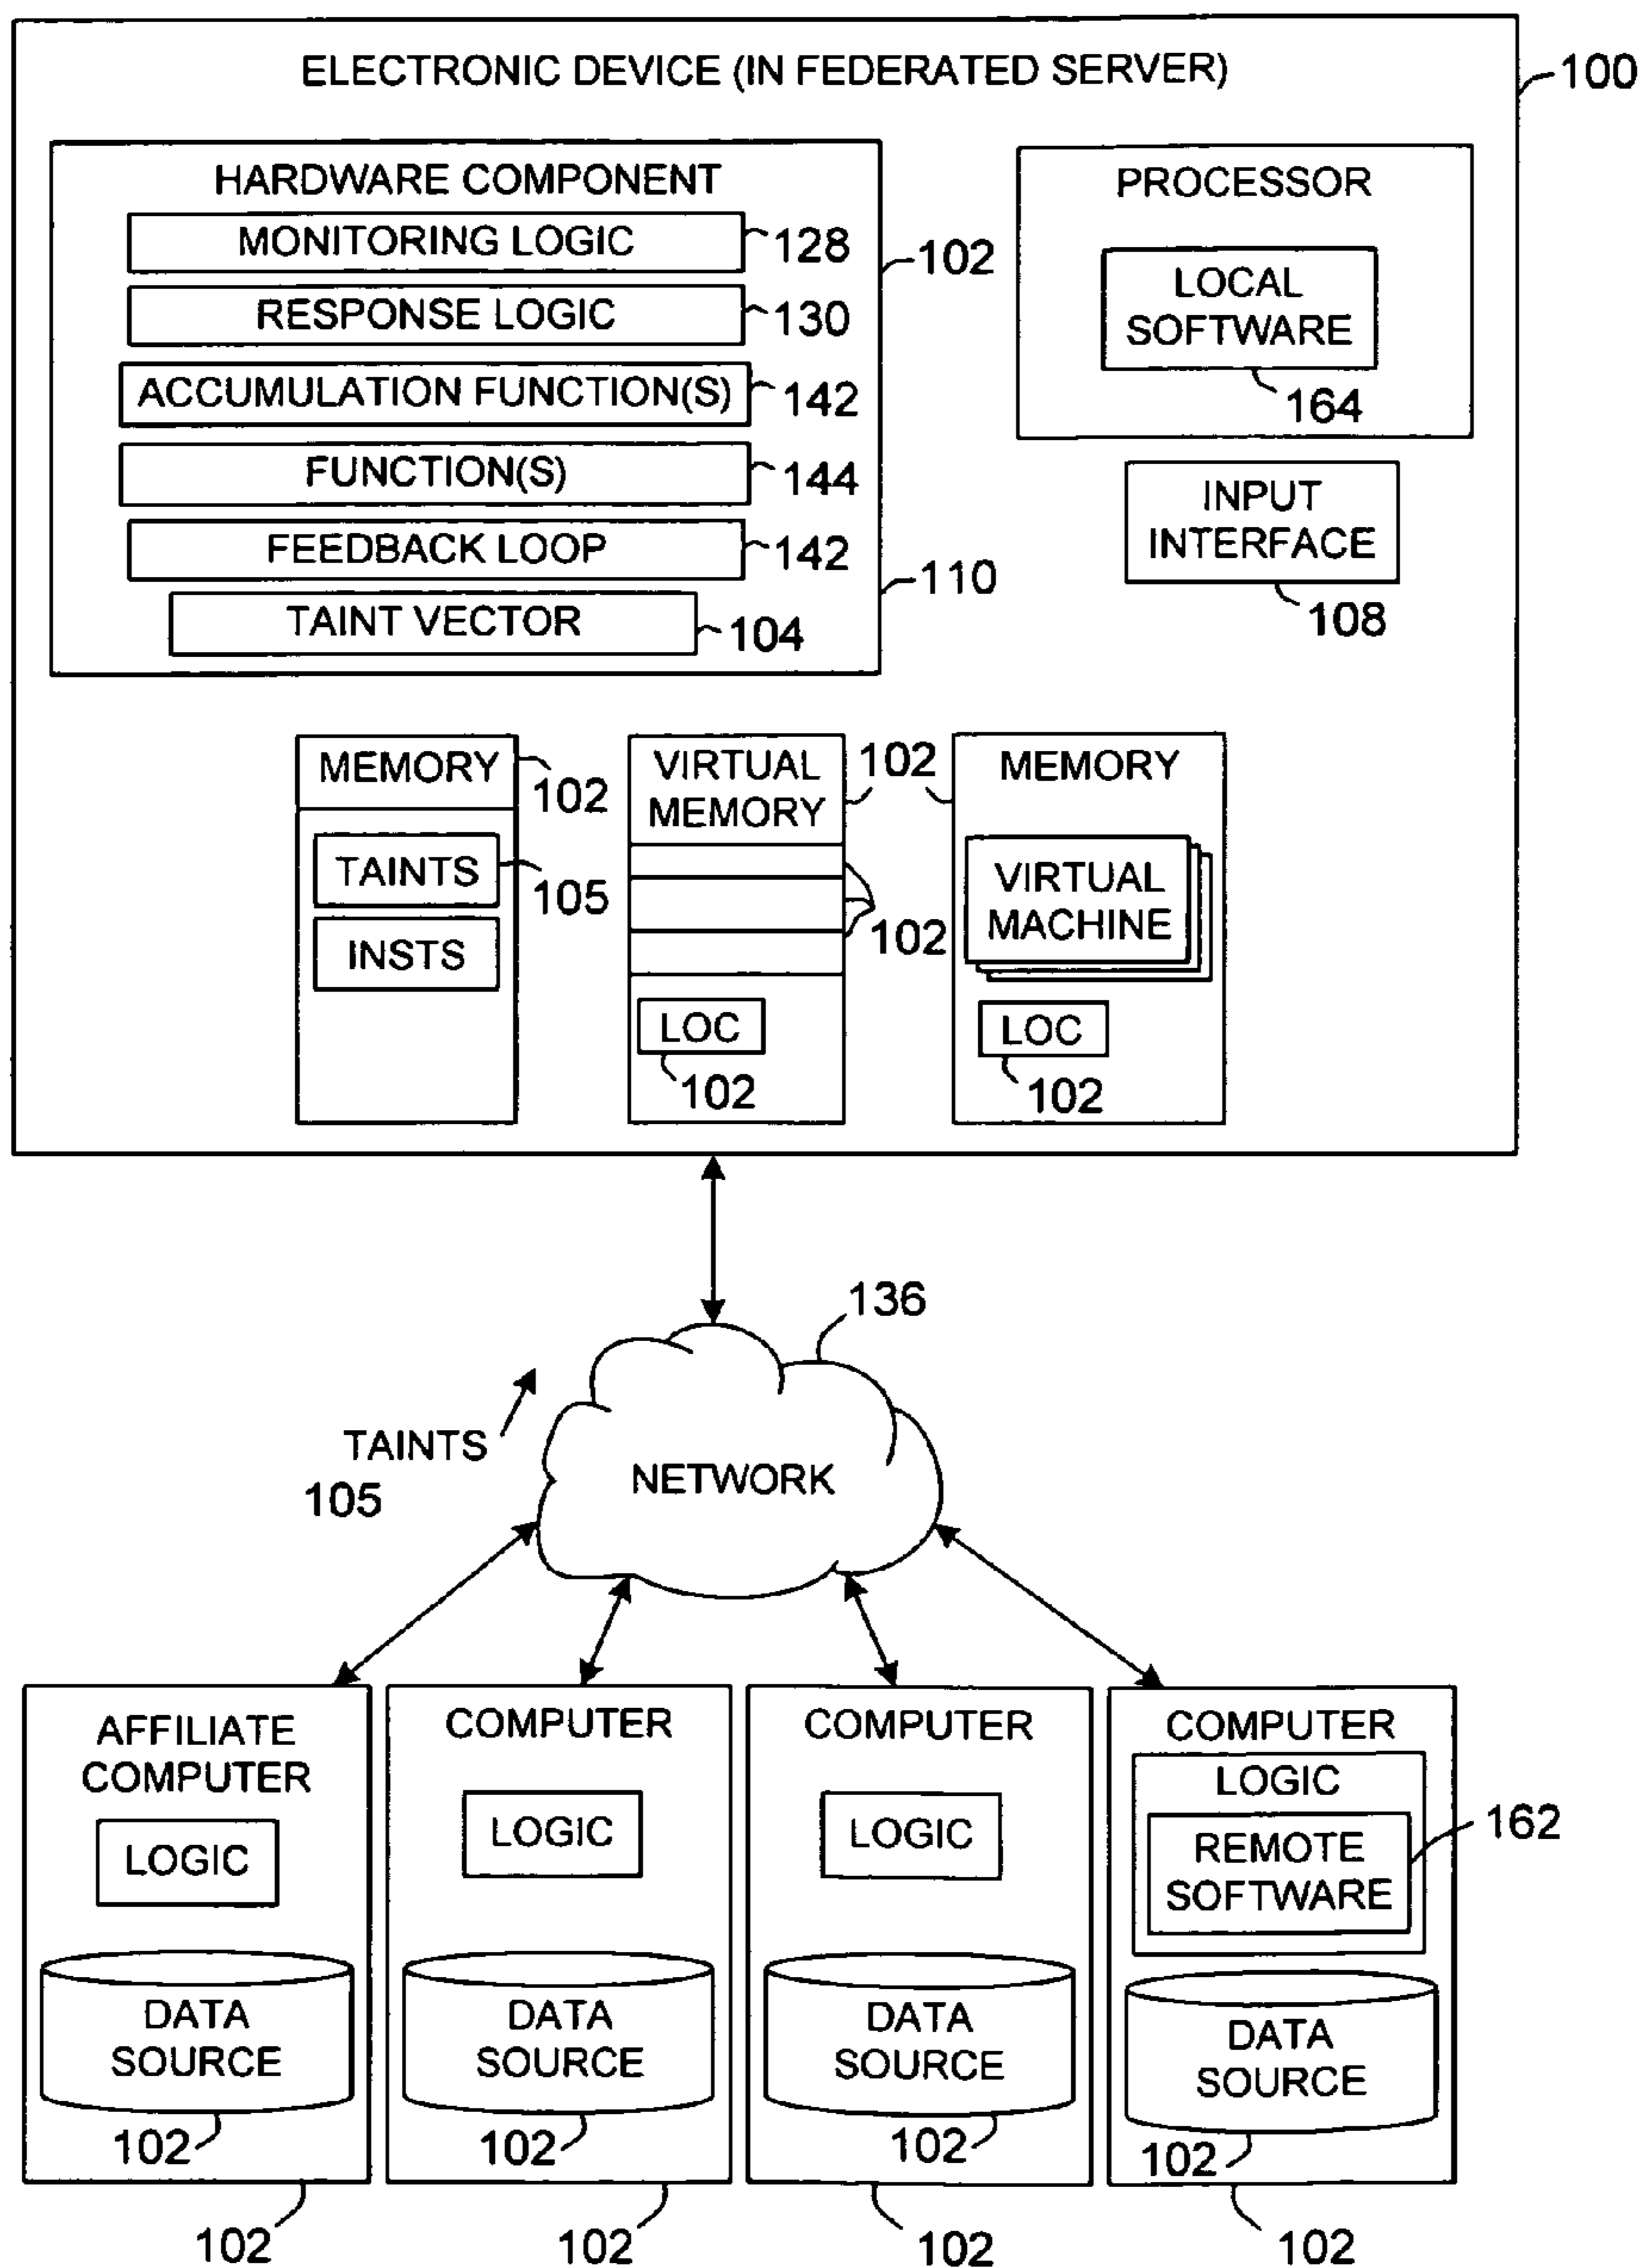 ELECTRONIC DEVICE (IN FEDERATED SERVER)
100
HARDWARE COMPONENT
MONITORING LOGIC
128
RESPONSE LOGIC
130
ACCUMULATION FUNCTION(S)
142
FUNCTION(S)
144
FEEDBACK LOOP
142
TAINT VECTOR
104
102
110
PROCESSOR
LOCAL
SOFTWARE
164
INPUT
INTERFACE
108
MEMORY
102
TAINTS
105
INSTS
VIRTUAL
MEMORY
102
102
LOC
102
MEMORY
VIRTUAL
MACHINE
LOC
102
136
TAINTS
105
NETWORK
AFFILIATE
COMPUTER
LOGIC
DATA
SOURCE
102
102
COMPUTER
LOGIC
DATA
SOURCE
102
102
COMPUTER
LOGIC
DATA
SOURCE
102
102
COMPUTER
LOGIC
REMOTE
SOFTWARE
162
DATA
SOURCE
102
102